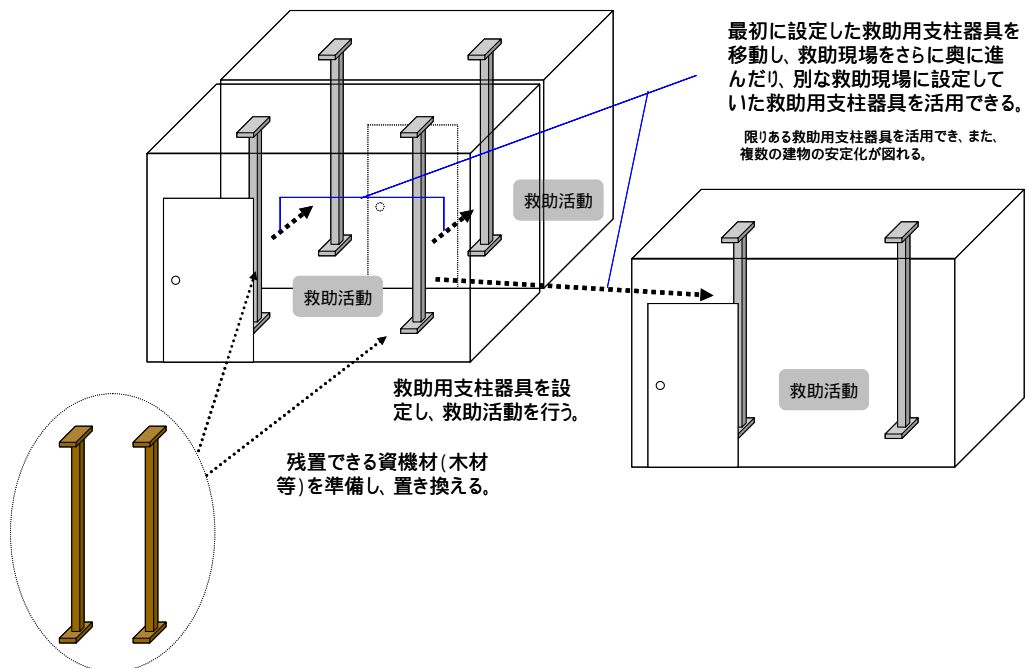 最初に設定した救助用支柱器具を
移動し、救助現場をさらに奥に進
んだり、別な救助現場に設定して
いた救助用支柱器具を活用できる。
限りある救助用支柱器具を活用でき、また、
複数の建物の安定化が図れる。
救助活動
救助活動
救助活動
救助用支柱器具を設
定し、救助活動を行う。
残置できる資機材(木材
等)を準備し、置き換える。